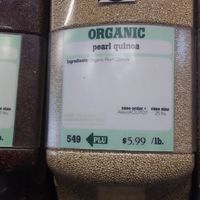 ORGANIC
pearl quinoa
Ingredients: Organic Pearl Quinoa
case order # case size
25 lbs.
549 PLU $5.99 /lb.